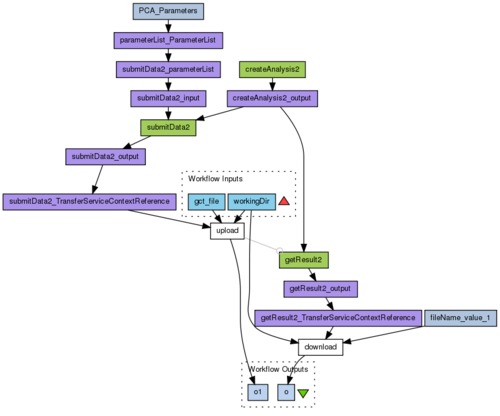 PCA_Parameters
parameterList_ParameterList
submitData2_parameterList
createAnalysis2
submitData2_input
createAnalysis2_output
submitData2
submitData2_output
Workflow Inputs
submitData2_TransferServiceContextReference
gct_file
workingDir
upload
getResult2
getResult2_output
getResult2_TransferServiceContextReference
fileName_value_1
download
Workflow Outputs
o1
o